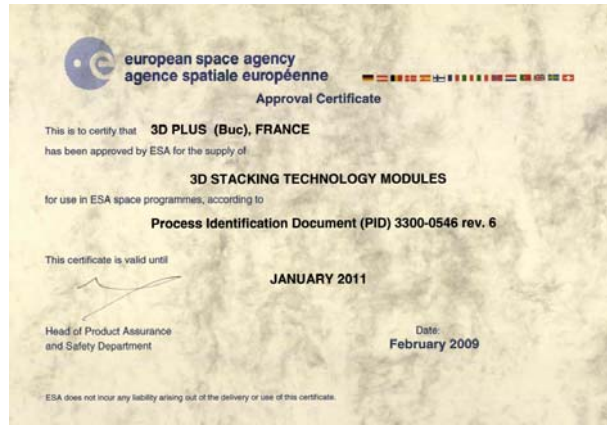 european space agency
agence spatiale européenne
Approval Certificate
This is to certify that 3D PLUS (Buc), FRANCE
has been approved by ESA for the supply of
3D STACKING TECHNOLOGY MODULES
for use in ESA space programmes, according to
Process Identification Document (PID) 3300-0546 rev. 6
This certificate is valid until
JANUARY 2011
Head of Product Assurance
and Safety Department
Date:
February 2009
ESA does not incur any liability arising out of the delivery or use of this certificate.